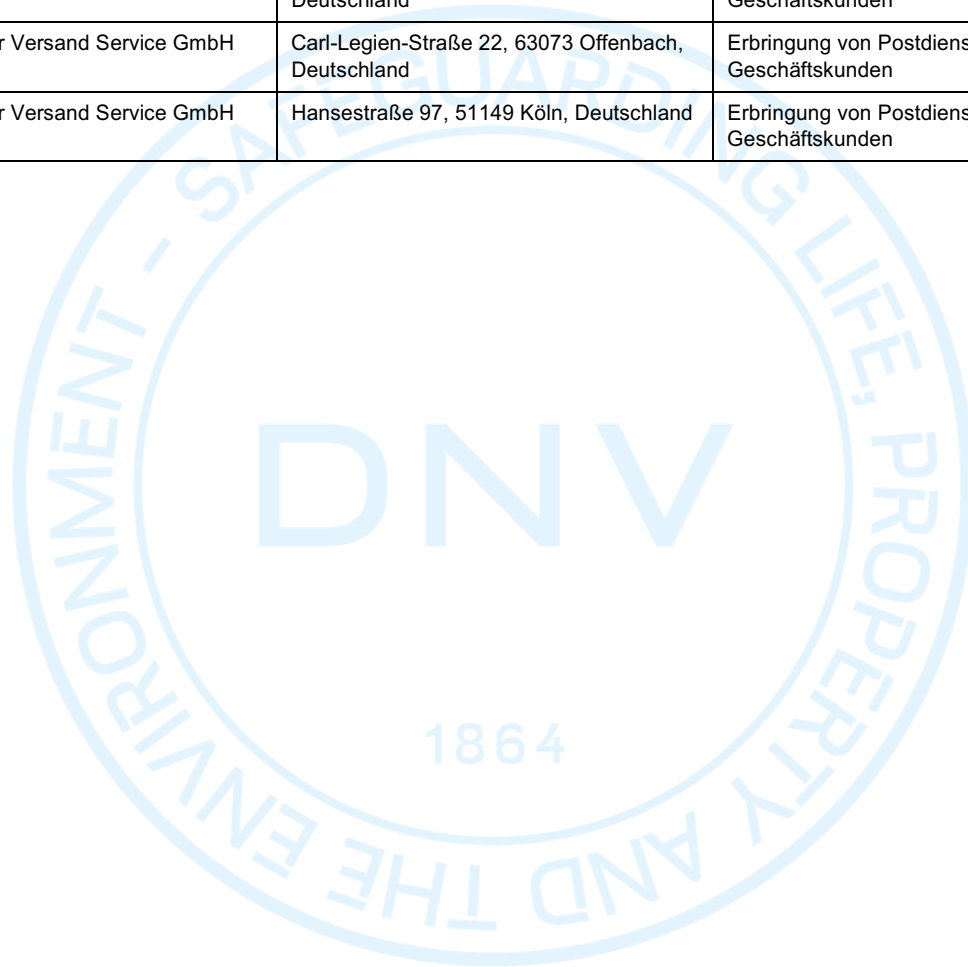 Deutschland Geschäftskunden
r Versand Service GmbH Carl-Legien-Straße 22, 63073 Offenbach, Erbringung von Postdiens
Deutschland Geschäftskunden
r Versand Service GmbH Hansestraße 97, 51149 Köln, Deutschland Erbringung von Postdiens
Geschäftskunden
SAFEGUARDING LIFE, PROPERTY AND THE ENVIRONMENT -
DNV
1864